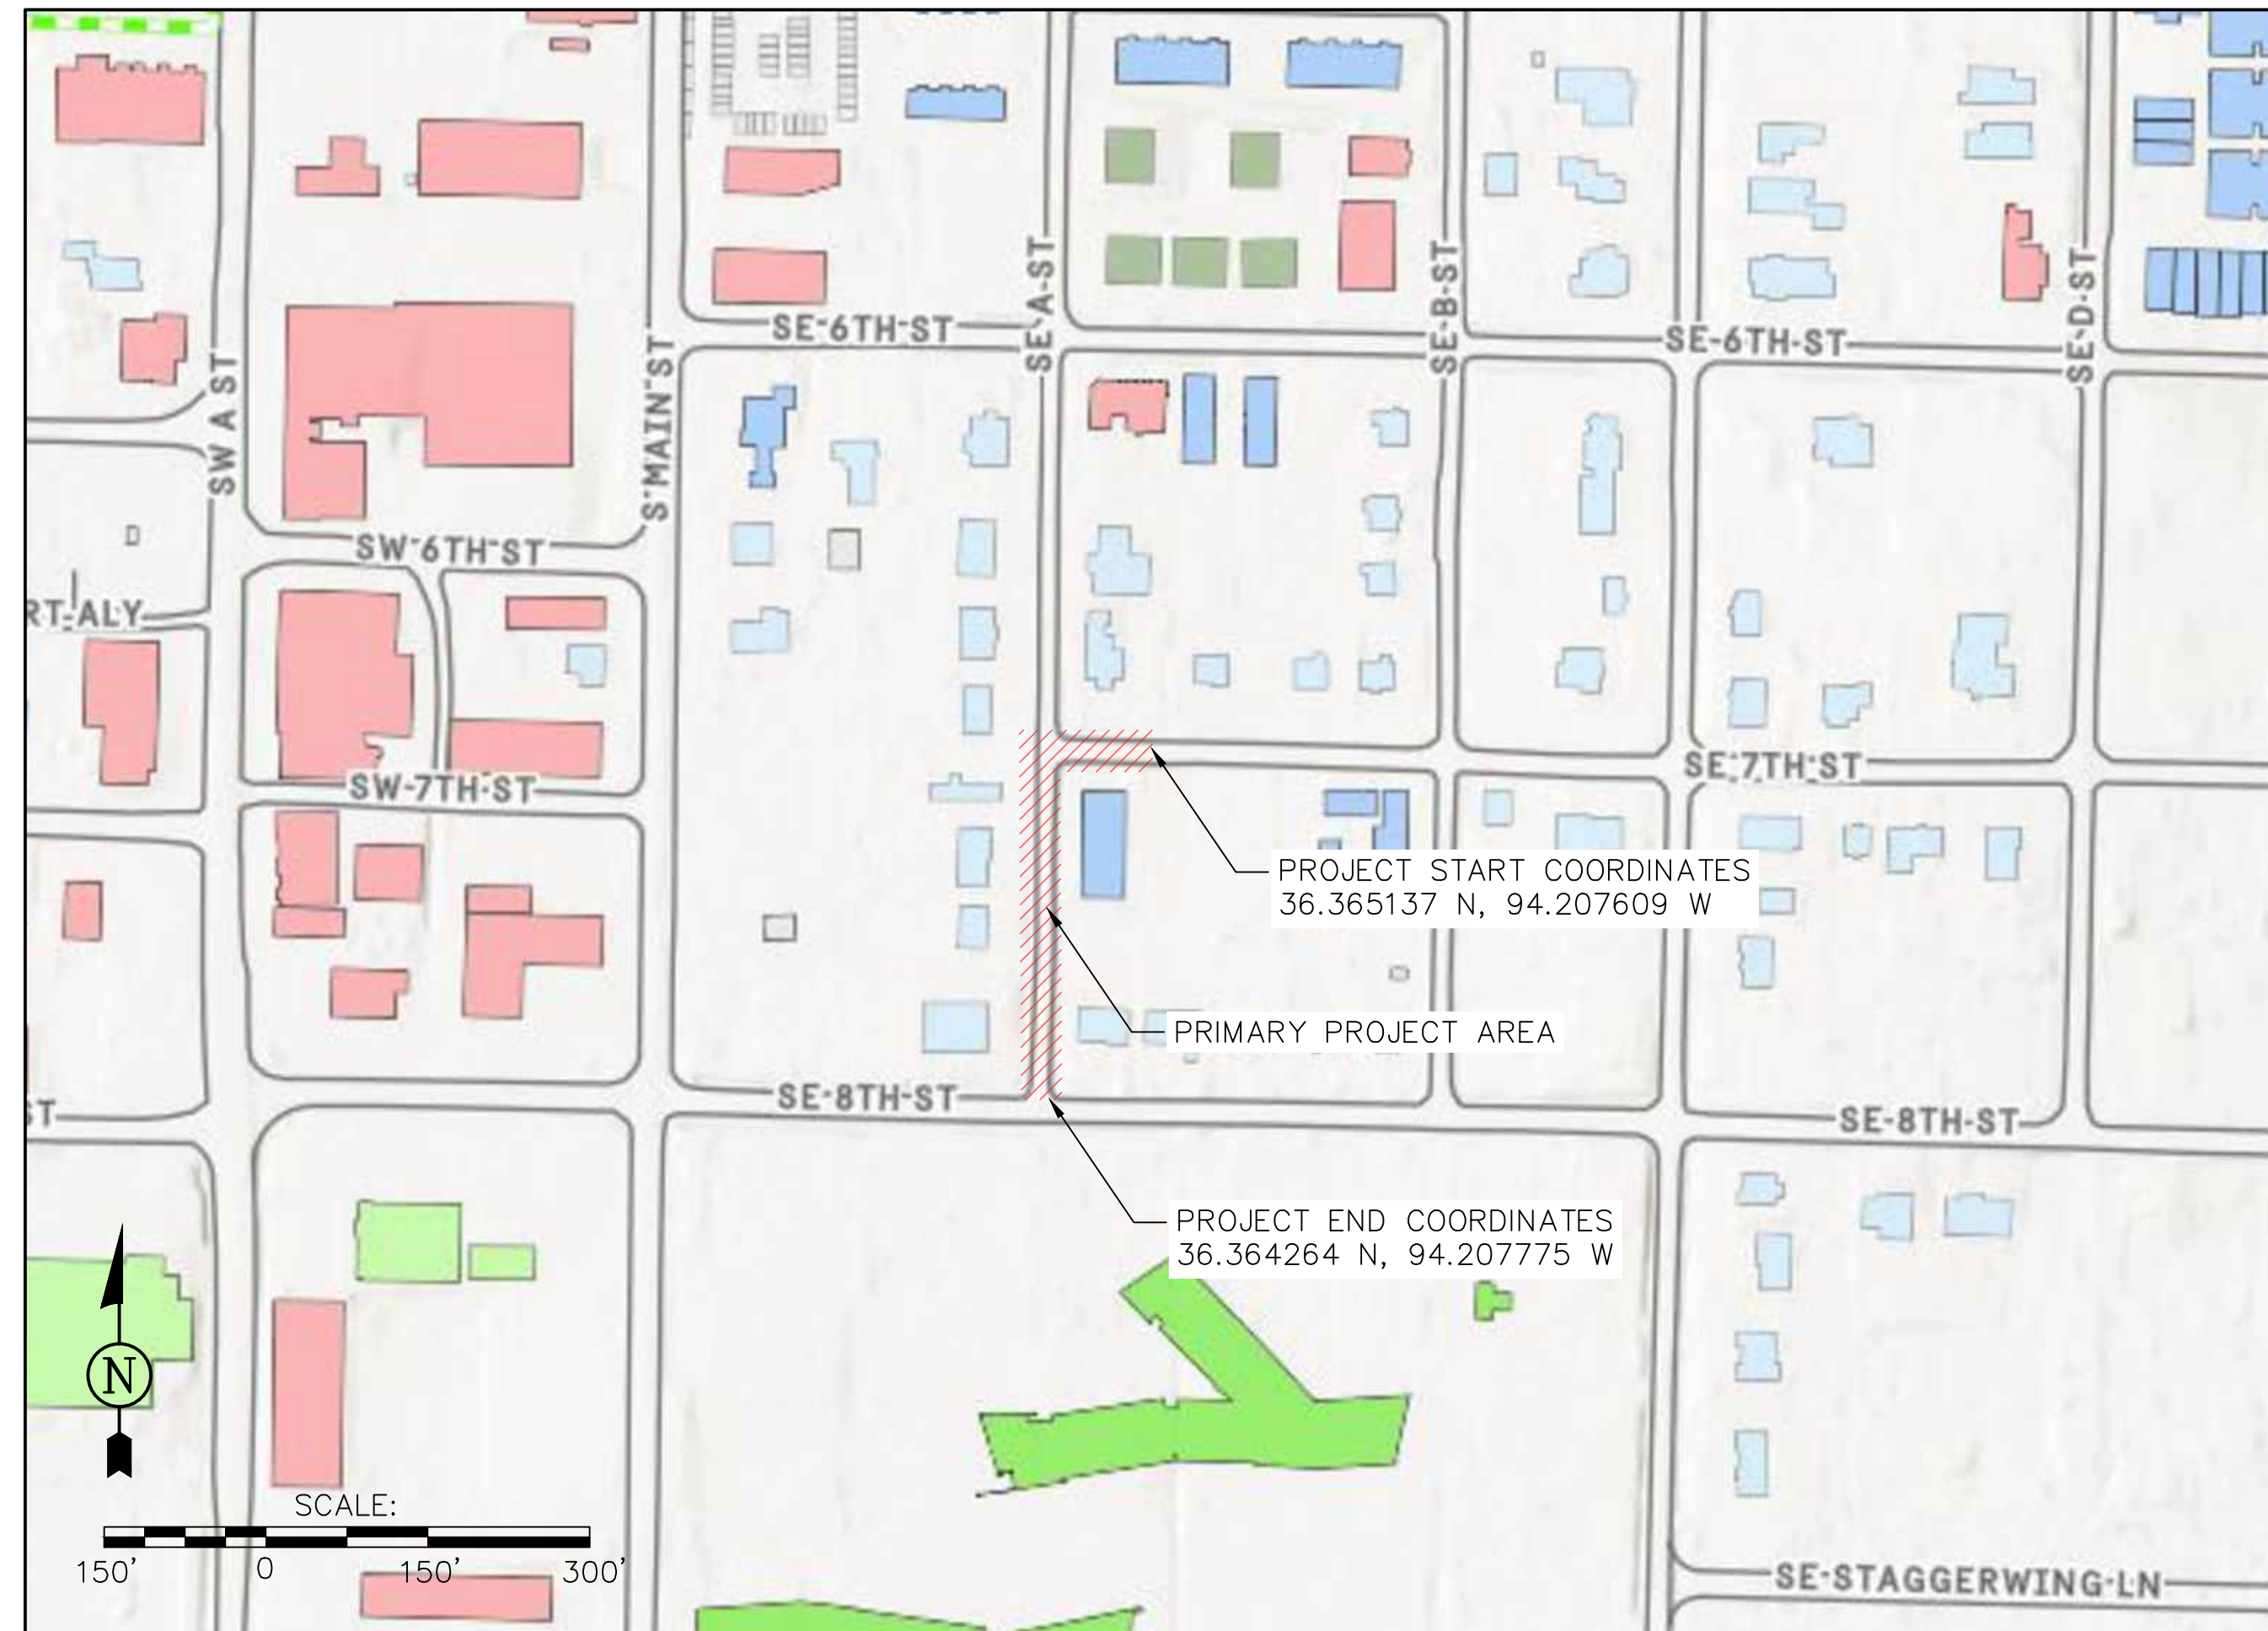 SE-A-ST
SE-B-ST
SE-D-ST
SE-6TH-ST
SE-6TH-ST
SW A ST
S-MAIN-ST
SW-6TH-ST
RT-ALY
SW-7TH-ST
SE-7TH-ST
PROJECT START COORDINATES
36.365137 N, 94.207609 W
PRIMARY PROJECT AREA
SE-8TH-ST
ST
SE-8TH-ST
PROJECT END COORDINATES
36.364264 N, 94.207775 W
N
SCALE:
150' 0 150' 300'
SE-STAGGERWING-LN